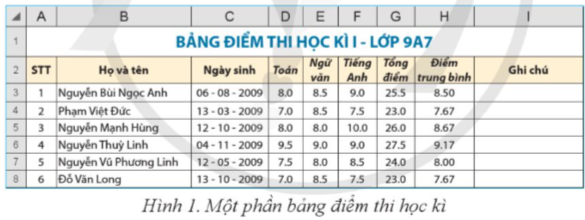 A B C D E F G H I
1 BẢNG ĐIỂM THI HỌC KÌ I - LỚP 9A7
2 STT Họ và tên Ngày sinh Toán Ngữ văn Tiếng Anh Tổng điểm Điểm trung bình Ghi chú
3 1 Nguyễn Bùi Ngọc Anh 06 - 08 - 2009 8.0 8.5 9.0 25.5 8.50
4 2 Phạm Việt Đức 13 - 03 - 2009 7.0 8.5 7.5 23.0 7.67
5 3 Nguyễn Mạnh Hùng 12 - 10 - 2009 8.0 8.0 10.0 26.0 8.67
6 4 Nguyễn Thuỳ Linh 04 - 11 - 2009 9.5 9.0 9.0 27.5 9.17
7 5 Nguyễn Vũ Phương Linh 12 - 05 - 2009 7.5 8.0 8.5 24.0 8.00
8 6 Đỗ Văn Long 13 - 10 - 2009 7.0 8.5 7.5 23.0 7.67
Hình 1. Một phần bảng điểm thi học kì